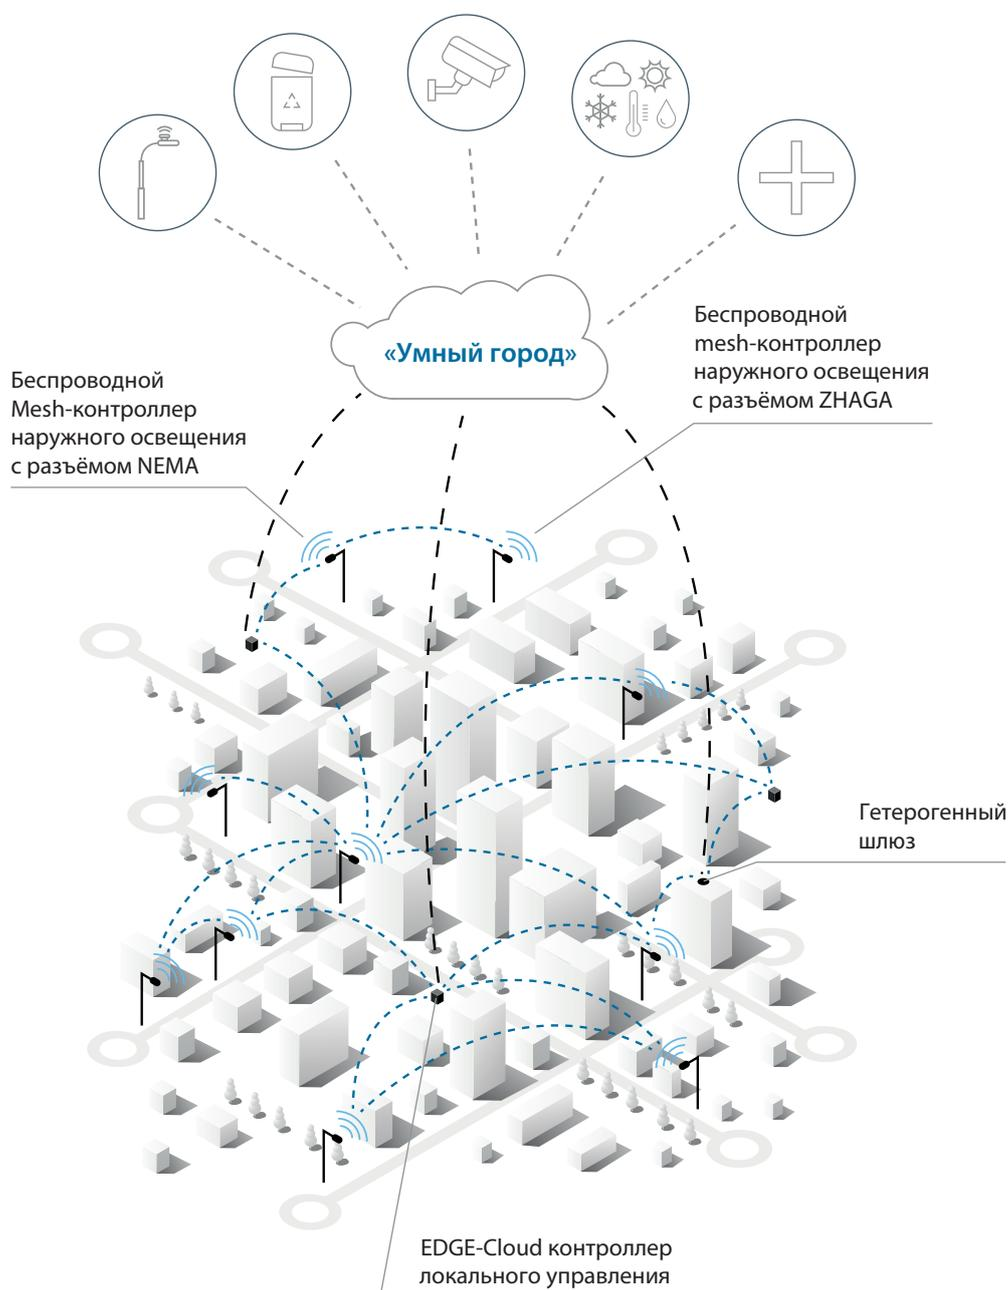 «Умный город»
Беспроводной
mesh-контроллер
наружного освещения
с разъёмом ZHAGA
Беспроводной
Mesh-контроллер
наружного освещения
с разъёмом NEMA
Гетерогенный
шлюз
EDGE-Cloud контроллер
локального управления